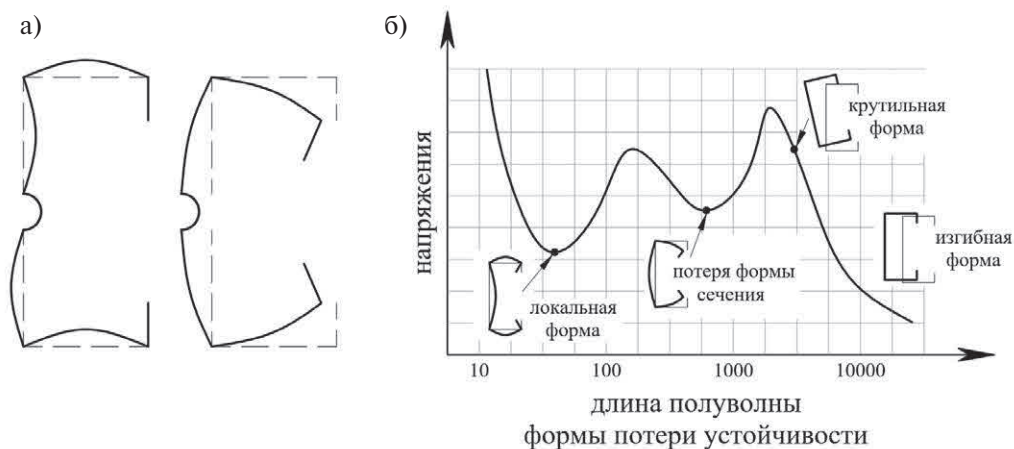 а)
б)
напряжения
крутильная
форма
изгибная
форма
потеря формы
сечения
локальная
форма
10
100
1000
10000
длина полуволны
формы потери устойчивости